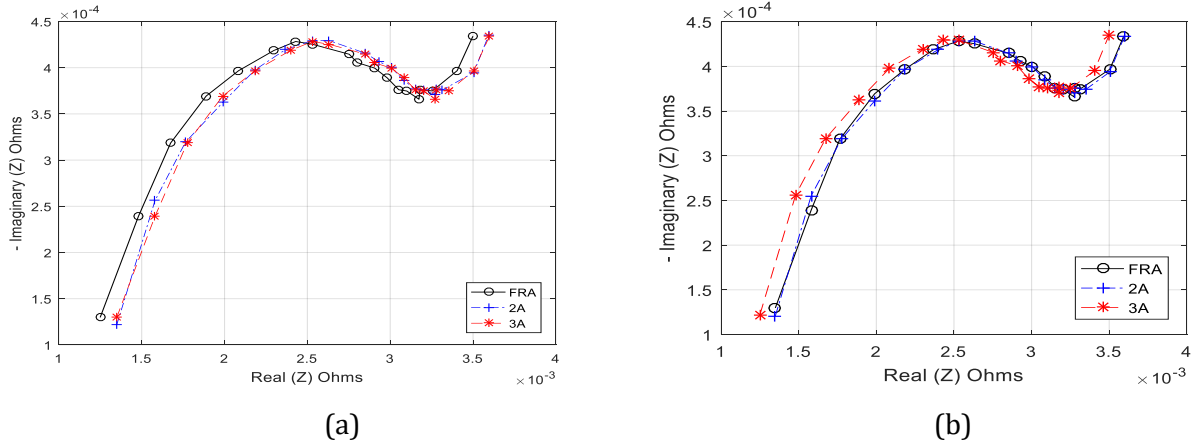 × 10⁻⁴
4.5
4
3.5
3
2.5
2
1.5
1
- Imaginary (Z) Ohms
1 1.5 2 2.5 3 3.5 4
Real (Z) Ohms
× 10⁻³
FRA
2A
3A
(a)
× 10⁻⁴
4.5
4
3.5
3
2.5
2
1.5
1
- Imaginary (Z) Ohms
1 1.5 2 2.5 3 3.5 4
Real (Z) Ohms
× 10⁻³
FRA
2A
3A
(b)